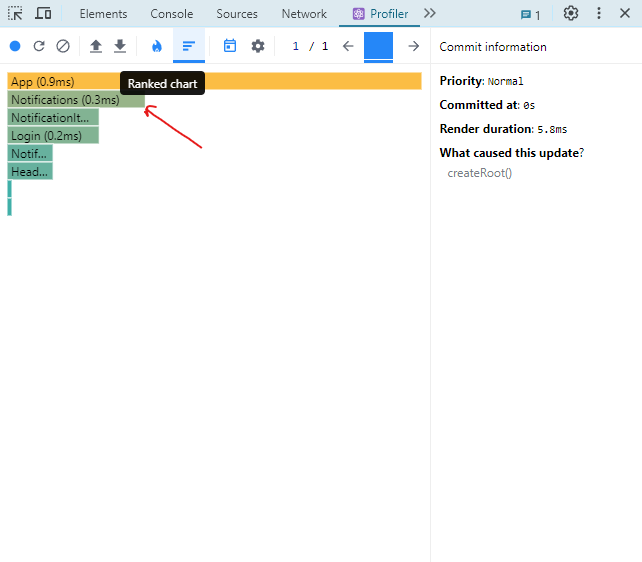 Elements Console Sources Network Profiler 1
1 / 1 Commit information
App (0.9ms) Ranked chart
Notifications (0.3ms)
NotificationIt...
Login (0.2ms)
Notif...
Head...
Priority: Normal
Committed at: 0s
Render duration: 5.8ms
What caused this update?
createRoot()